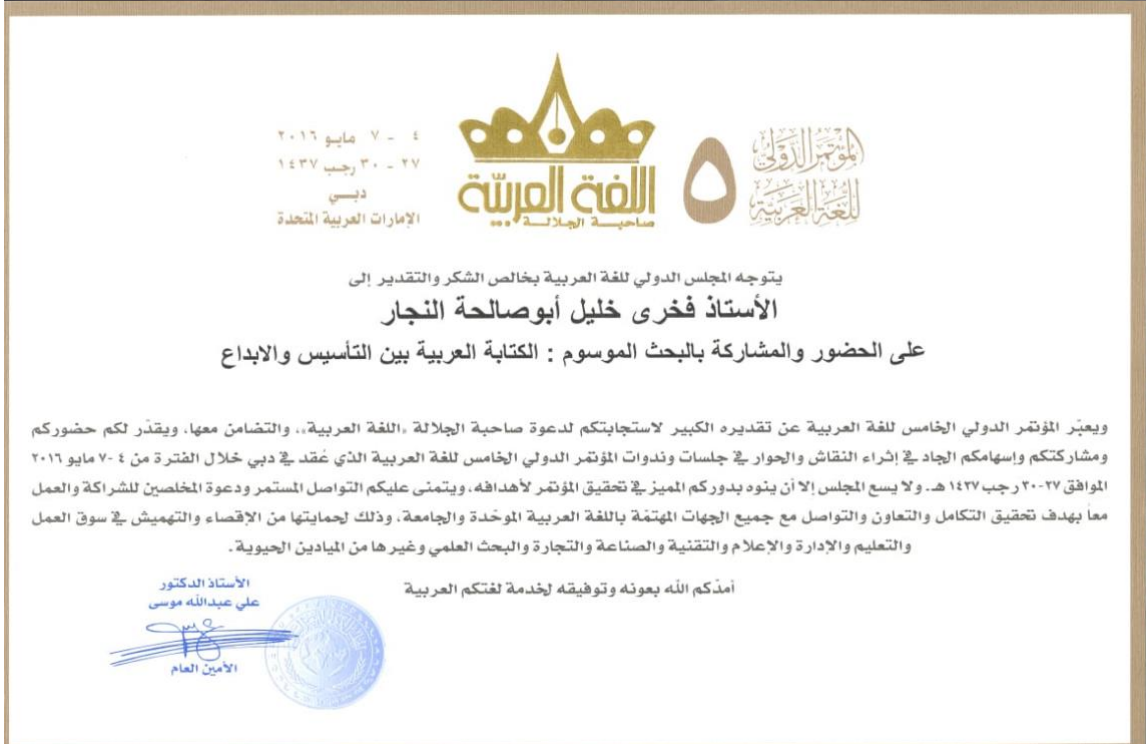 المؤتمر الدولي
للغة العربية
٥
اللغة العربيّة
صاحبـة الجلالـة
٤ - ٧ مايو ٢٠١٦
٢٧ - ٣٠ رجب ١٤٣٧
دبـــي
الإمارات العربية المتحدة
يتوجه المجلس الدولي للغة العربية بخالص الشكر والتقدير إلى
الأستاذ فخرى خليل أبوصالحة النجار
على الحضور والمشاركة بالبحث الموسوم : الكتابة العربية بين التأسيس والابداع
ويعبّر المؤتمر الدولي الخامس للغة العربية عن تقديره الكبير لاستجابتكم لدعوة صاحبة الجلالة «اللغة العربية»، والتضامن معها، ويقدّر لكم حضوركم
ومشاركتكم وإسهامكم الجاد في إثراء النقاش والحوار في جلسات وندوات المؤتمر الدولي الخامس للغة العربية الذي عُقد في دبي خلال الفترة من ٤ -٧ مايو ٢٠١٦
الموافق ٢٧-٣٠ رجب ١٤٣٧ هـ. ولا يسع المجلس إلا أن ينوه بدوركم المميز في تحقيق المؤتمر لأهدافه، ويتمنى عليكم التواصل المستمر ودعوة المخلصين للشراكة والعمل
معاً بهدف تحقيق التكامل والتعاون والتواصل مع جميع الجهات المهتمّة باللغة العربية الموحّدة والجامعة، وذلك لحمايتها من الإقصاء والتهميش في سوق العمل
والتعليم والإدارة والإعلام والتقنية والصناعة والتجارة والبحث العلمي وغيرها من الميادين الحيوية.
أمدّكم الله بعونه وتوفيقه لخدمة لغتكم العربية
الأستاذ الدكتور
علي عبدالله موسى
الأمين العام